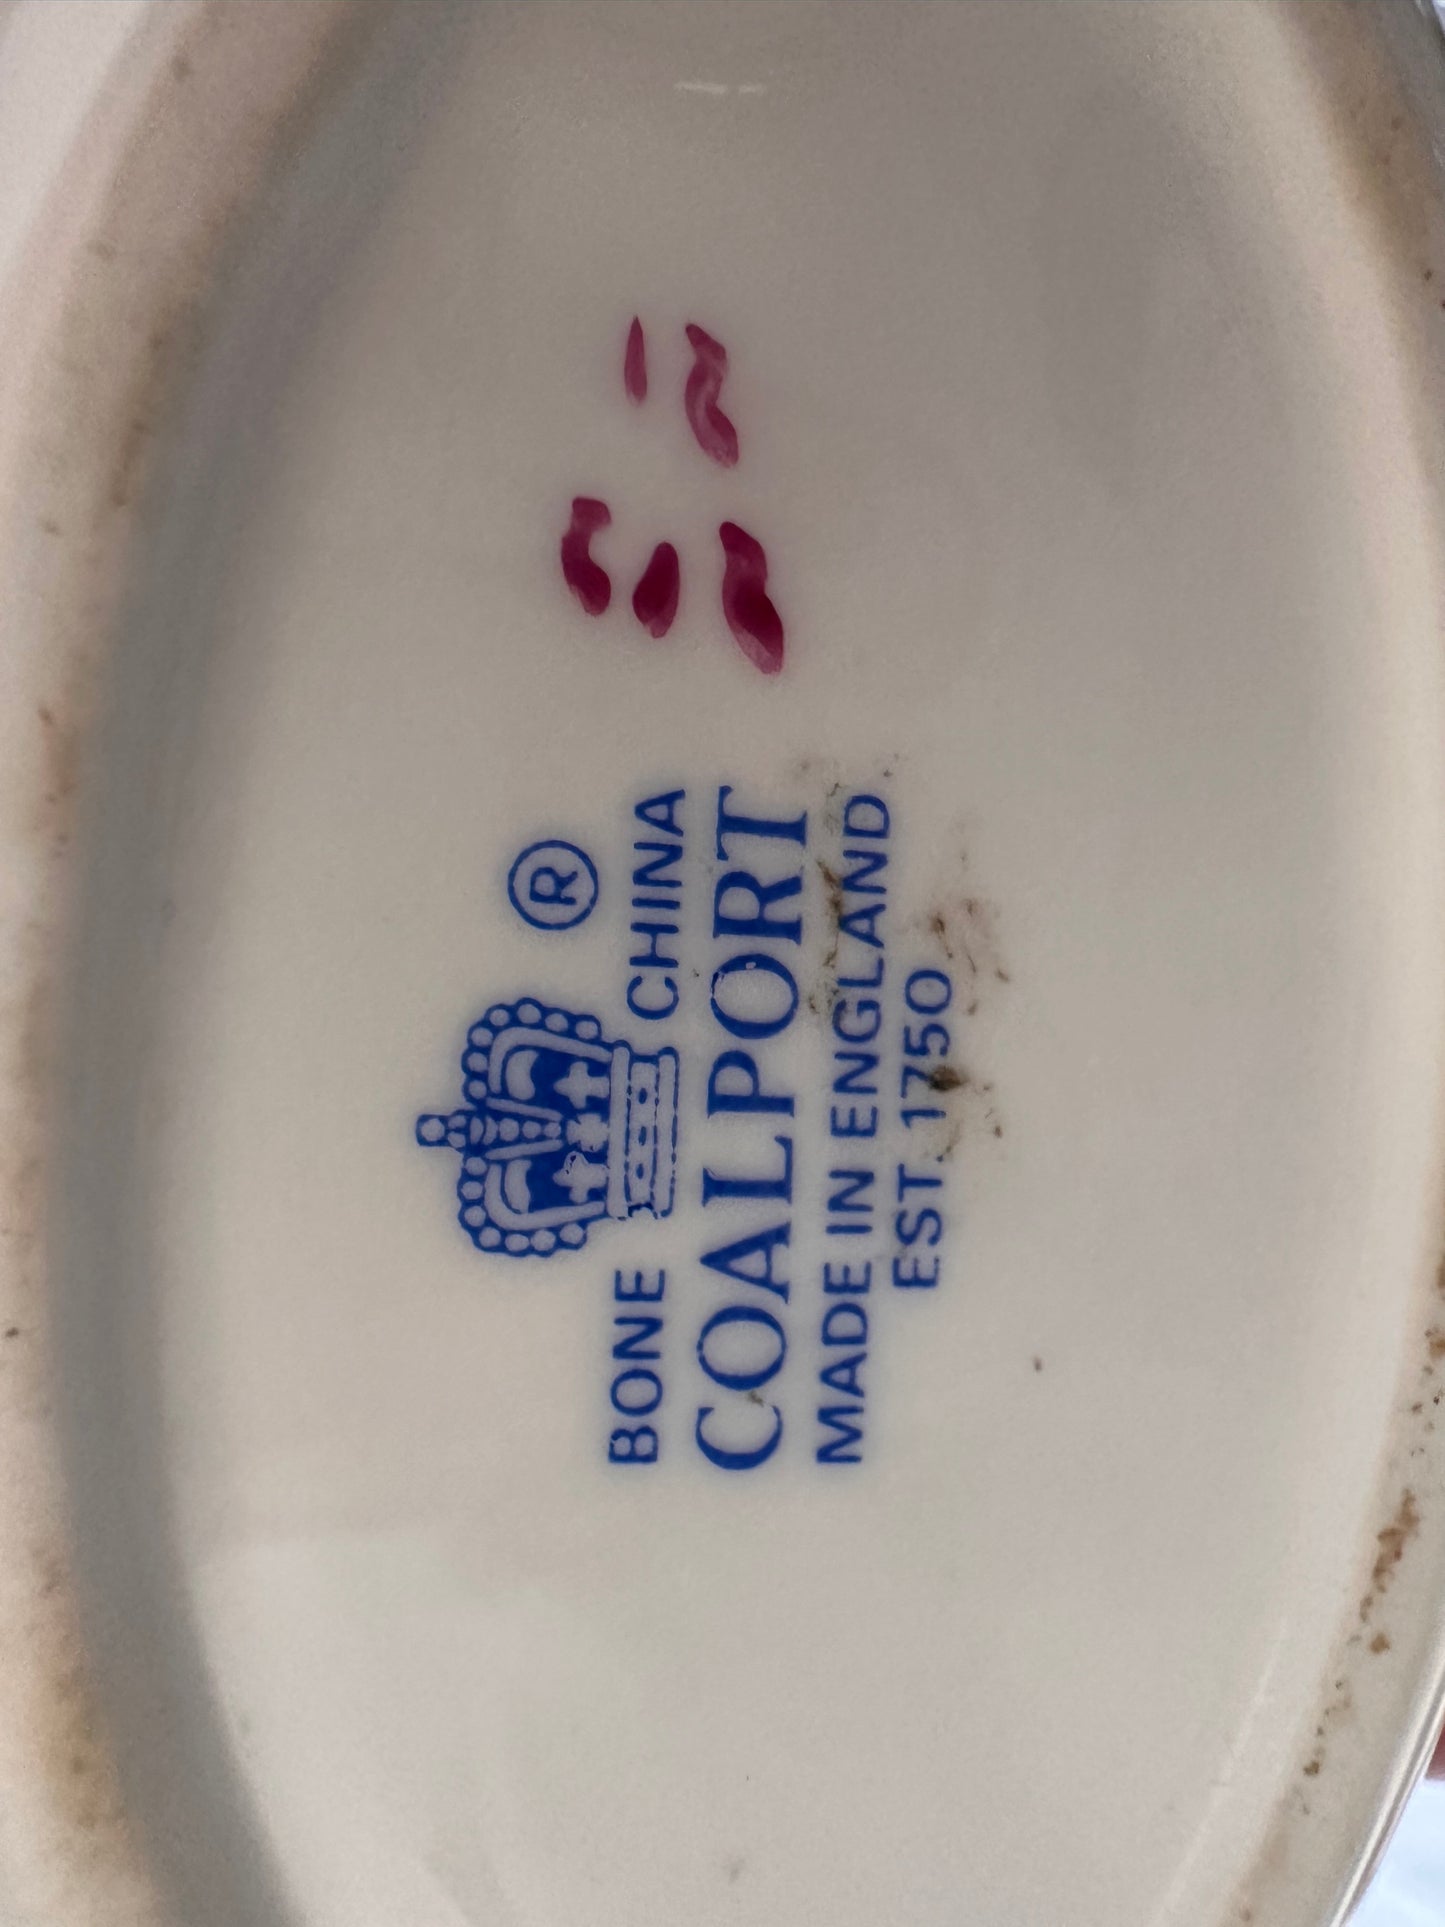 ®
BONE CHINA
COALPORT
MADE IN ENGLAND
EST. 1750